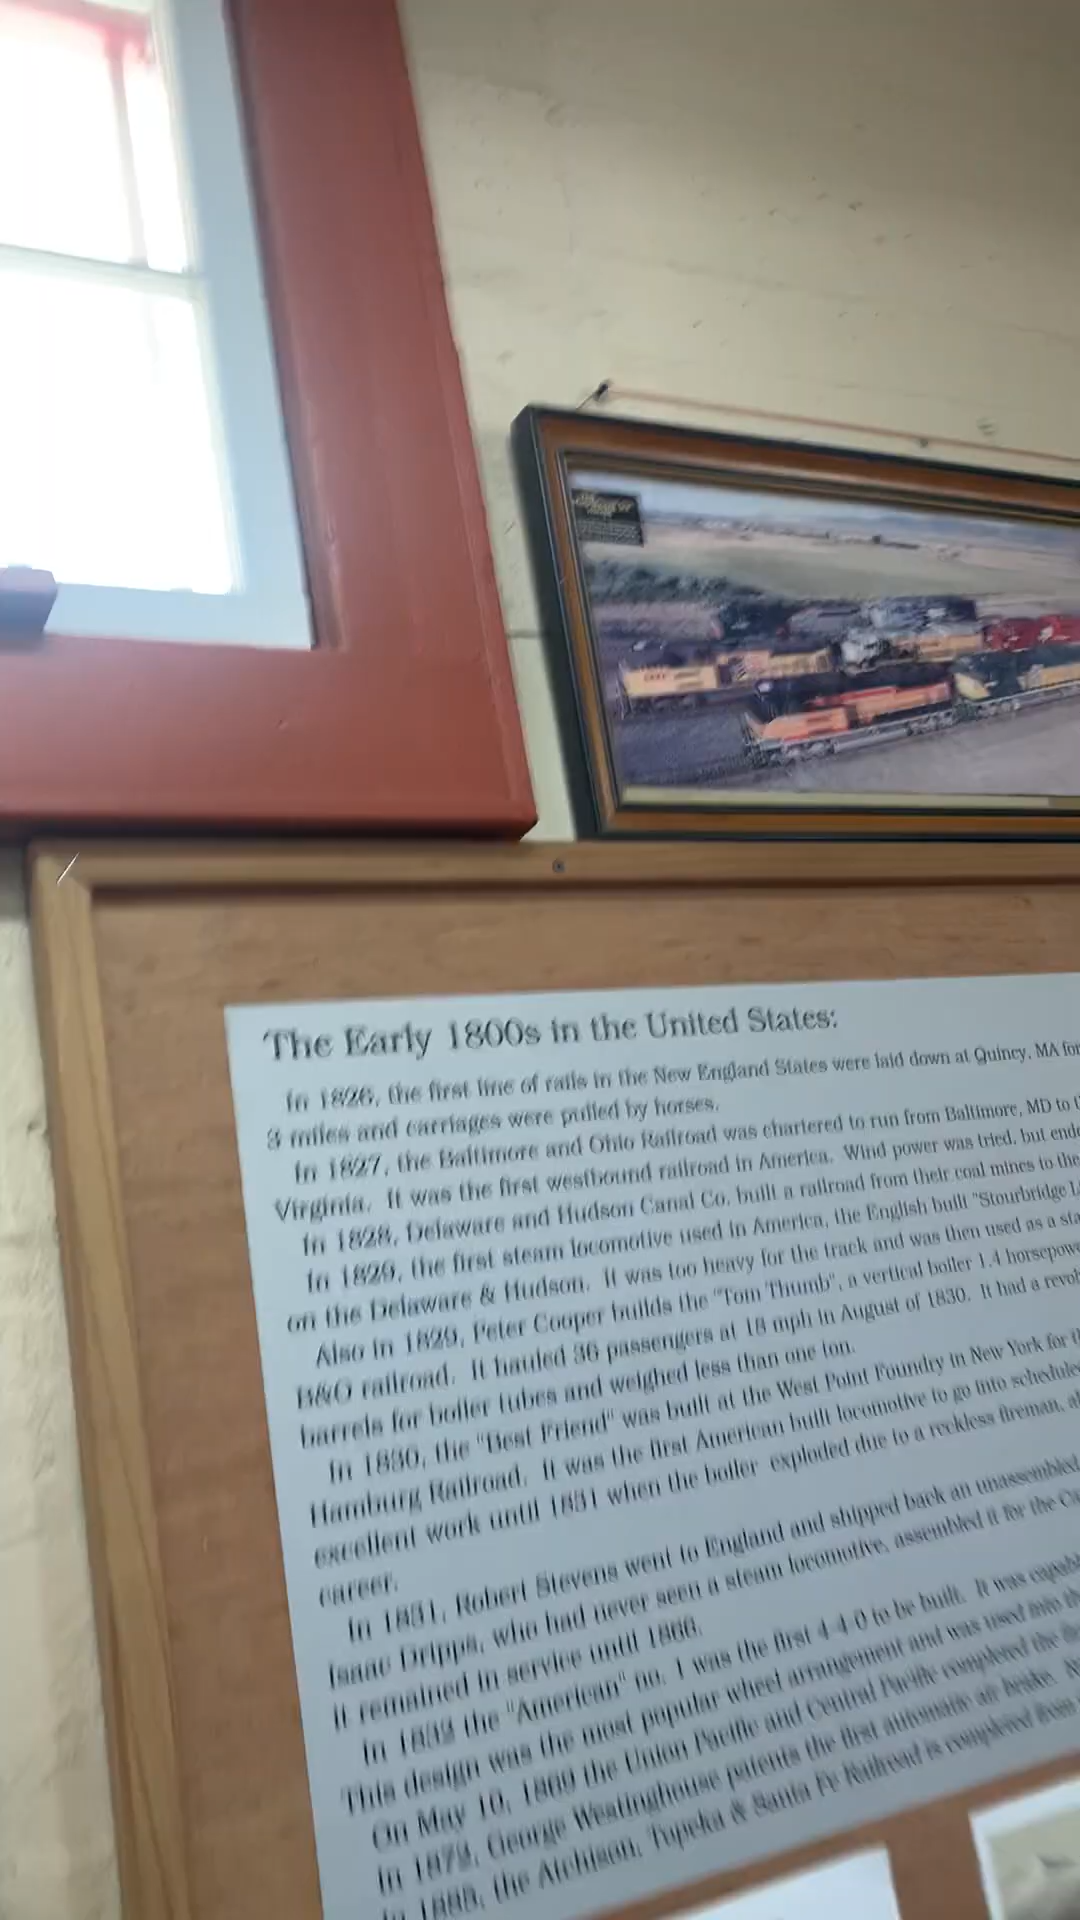 The Early 1800s in the United States:
In 1826, the first line of rails in the New England States were laid down at Quincy, MA for
3 miles and carriages were pulled by horses.
In 1827, the Baltimore and Ohio Railroad was chartered to run from Baltimore, MD to t
Virginia. It was the first westbound railroad in America. Wind power was tried, but ende
In 1828, Delaware and Hudson Canal Co. built a railroad from their coal mines to the
In 1829, the first steam locomotive used in America, the English built "Stourbridge L
on the Delaware & Hudson. It was too heavy for the track and was then used as a sta
Also in 1829, Peter Cooper builds the "Tom Thumb", a vertical boiler 1.4 horsepowe
B&O railroad. It hauled 36 passengers at 18 mph in August of 1830. It had a revol
barrels for boiler tubes and weighed less than one ton.
In 1830, the "Best Friend" was built at the West Point Foundry in New York for t
Hamburg Railroad. It was the first American built locomotive to go into schedule
excellent work until 1831 when the boiler exploded due to a reckless fireman, a
career.
In 1831, Robert Stevens went to England and shipped back an unassembled
Isaac Dripps, who had never seen a steam locomotive, assembled it for the Ca
it remained in service until 1866.
In 1832 the "American" no. 1 was the first 4-4-0 to be built. It was capabl
This design was the most popular wheel arrangement and was used into th
On May 10, 1869 the Union Pacific and Central Pacific completed the fi
In 1872, George Westinghouse patents the first automatic air brake.
In 1885, the Atchison, Topeka & Santa Fe Railroad is completed from